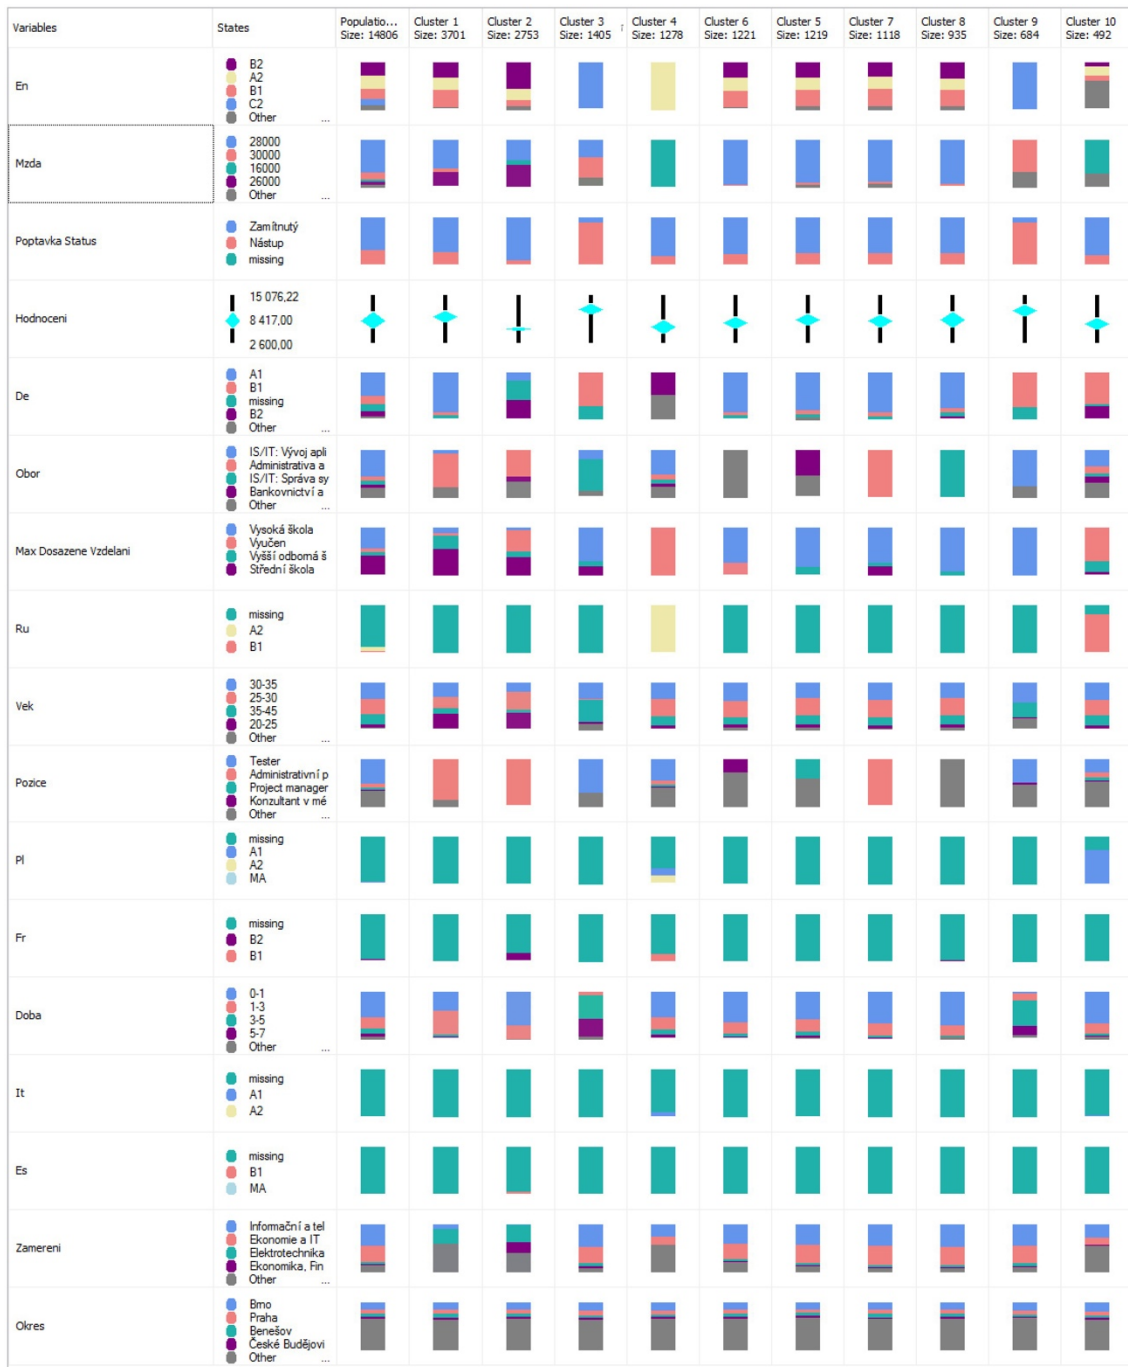 Variables States Populatio... Cluster 1 Cluster 2 Cluster 3 Cluster 4 Cluster 6 Cluster 5 Cluster 7 Cluster 8 Cluster 9 Cluster 10
Size: 14806 Size: 3701 Size: 2753 Size: 1405 Size: 1278 Size: 1221 Size: 1219 Size: 1118 Size: 935 Size: 684 Size: 492
En
B2
A2
B1
C2
Other ...
Mzda
28000
30000
16000
26000
Other ...
Poptavka Status
Zamítnutý
Nástup
missing
Hodnoceni
15 076,22
8 417,00
2 600,00
De
A1
B1
missing
B2
Other ...
Obor
IS/IT: Vývoj apli
Administrativa a
IS/IT: Správa sy
Bankovnictví a
Other ...
Max Dosazene Vzdelani
Vysoká škola
Vyučen
Vyšší odborná š
Střední škola
Ru
missing
A2
B1
Vek
30-35
25-30
35-45
20-25
Other ...
Pozice
Tester
Administrativní p
Project manager
Konzultant v mé
Other ...
Pl
missing
A1
A2
MA
Fr
missing
B2
B1
Doba
0-1
1-3
3-5
5-7
Other ...
It
missing
A1
A2
Es
missing
B1
MA
Zamereni
Informační a tel
Ekonomie a IT
Elektrotechnika
Ekonomika, Fin
Other ...
Okres
Brno
Praha
Benešov
České Budějovi
Other ...